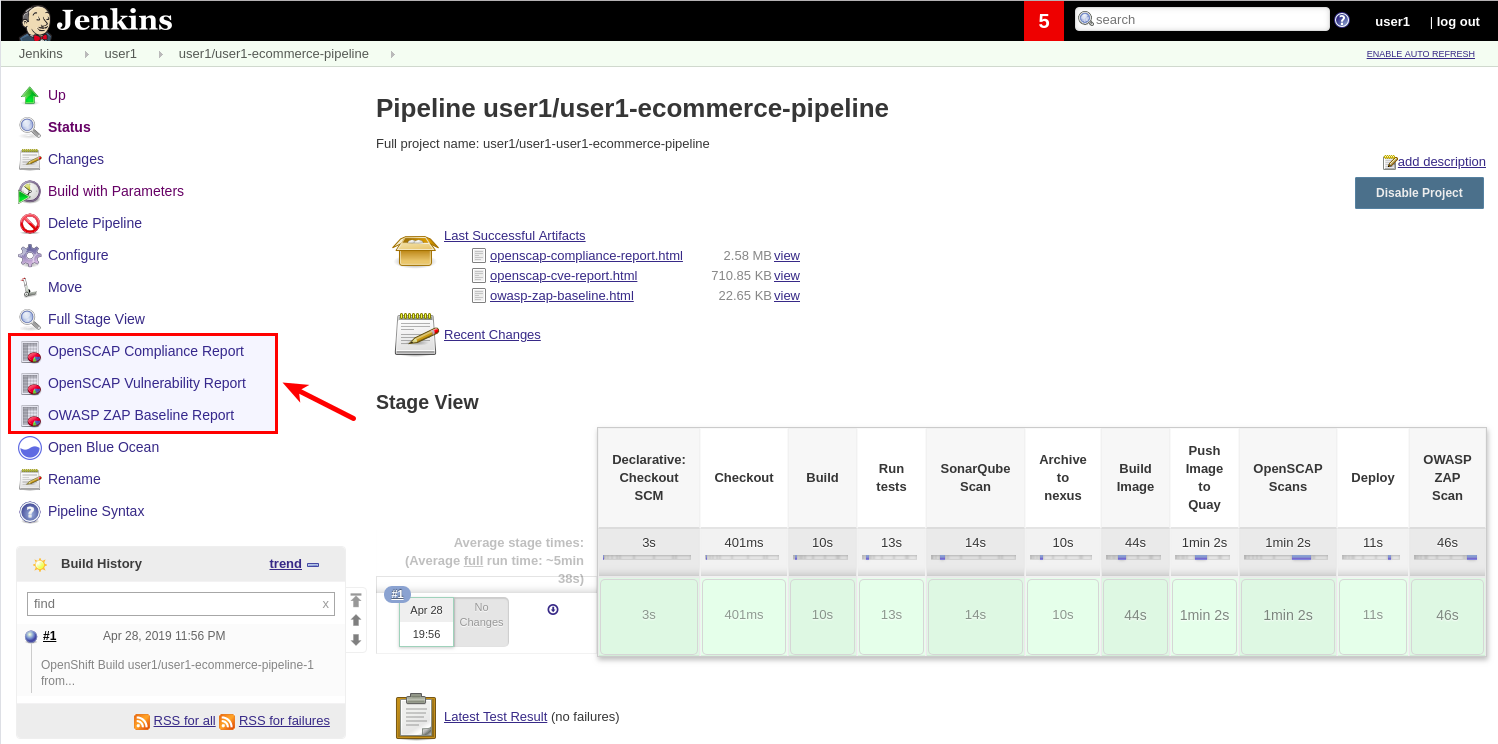 Jenkins
5
search
user1
| log out
Jenkins
user1
user1/user1-ecommerce-pipeline
ENABLE AUTO REFRESH
Up
Status
Changes
Build with Parameters
Delete Pipeline
Configure
Move
Full Stage View
OpenSCAP Compliance Report
OpenSCAP Vulnerability Report
OWASP ZAP Baseline Report
Open Blue Ocean
Rename
Pipeline Syntax
Build History
trend
find
x
#1
Apr 28, 2019 11:56 PM
OpenShift Build user1/user1-ecommerce-pipeline-1
from...
RSS for all
RSS for failures
Pipeline user1/user1-ecommerce-pipeline
Full project name: user1/user1-user1-ecommerce-pipeline
add description
Disable Project
Last Successful Artifacts
openscap-compliance-report.html 2.58 MB view
openscap-cve-report.html 710.85 KB view
owasp-zap-baseline.html 22.65 KB view
Recent Changes
Stage View
Declarative:
Checkout
SCM
Checkout
Build
Run
tests
SonarQube
Scan
Archive
to
nexus
Build
Image
Push
Image
to
Quay
OpenSCAP
Scans
Deploy
OWASP
ZAP
Scan
Average stage times:
(Average full run time: ~5min
38s)
3s
401ms
10s
13s
14s
10s
44s
1min 2s
1min 2s
11s
46s
#1
Apr 28
19:56
No
Changes
3s
401ms
10s
13s
14s
10s
44s
1min 2s
1min 2s
11s
46s
Latest Test Result (no failures)